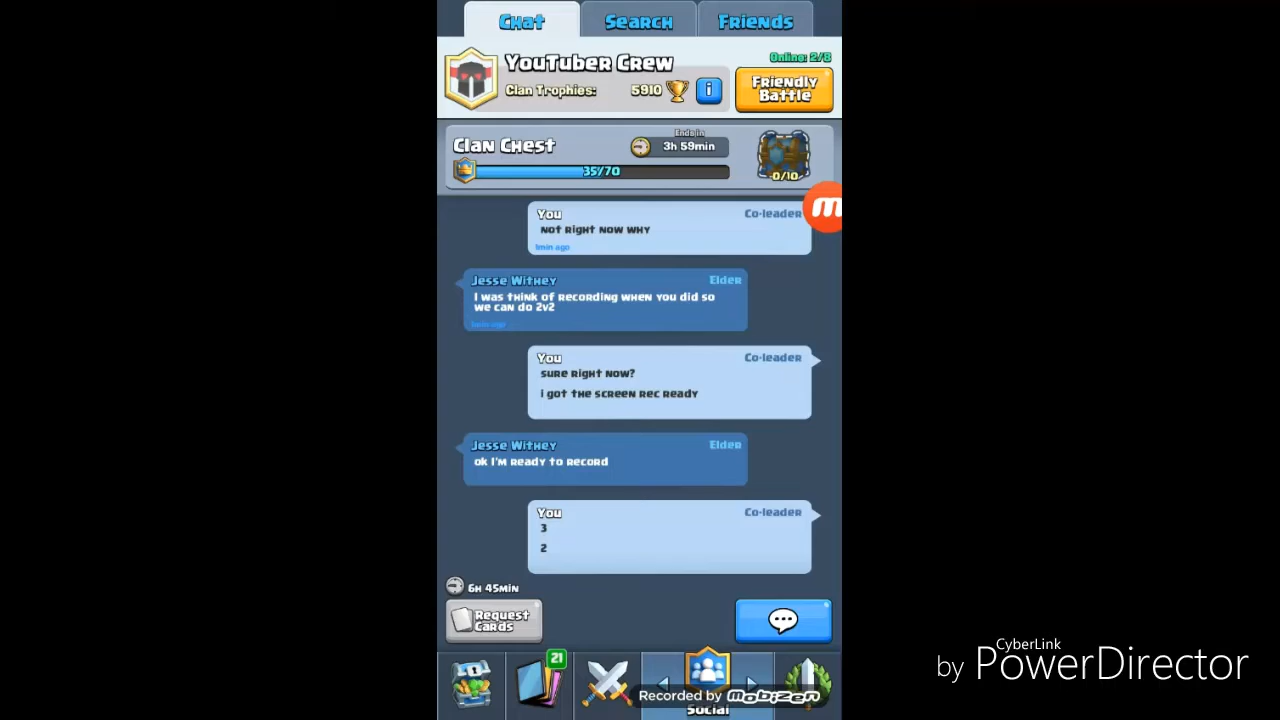 Chat
Search
Friends
YouTuber Crew
Online: 2/8
Clan Trophies: 5910
i
Friendly
Battle
Clan Chest
Ends in
3h 59min
35/70
0/10
You
Co-leader
not right now why
1min ago
Jesse Withey
Elder
I was think of recording when you did so
we can do 2v2
1min ago
You
Co-leader
sure right now?
i got the screen rec ready
Jesse Withey
Elder
ok I'm ready to record
You
Co-leader
3
2
6h 45min
Request
Cards
21
Recorded by Mobizen
Social
CyberLink
by PowerDirector